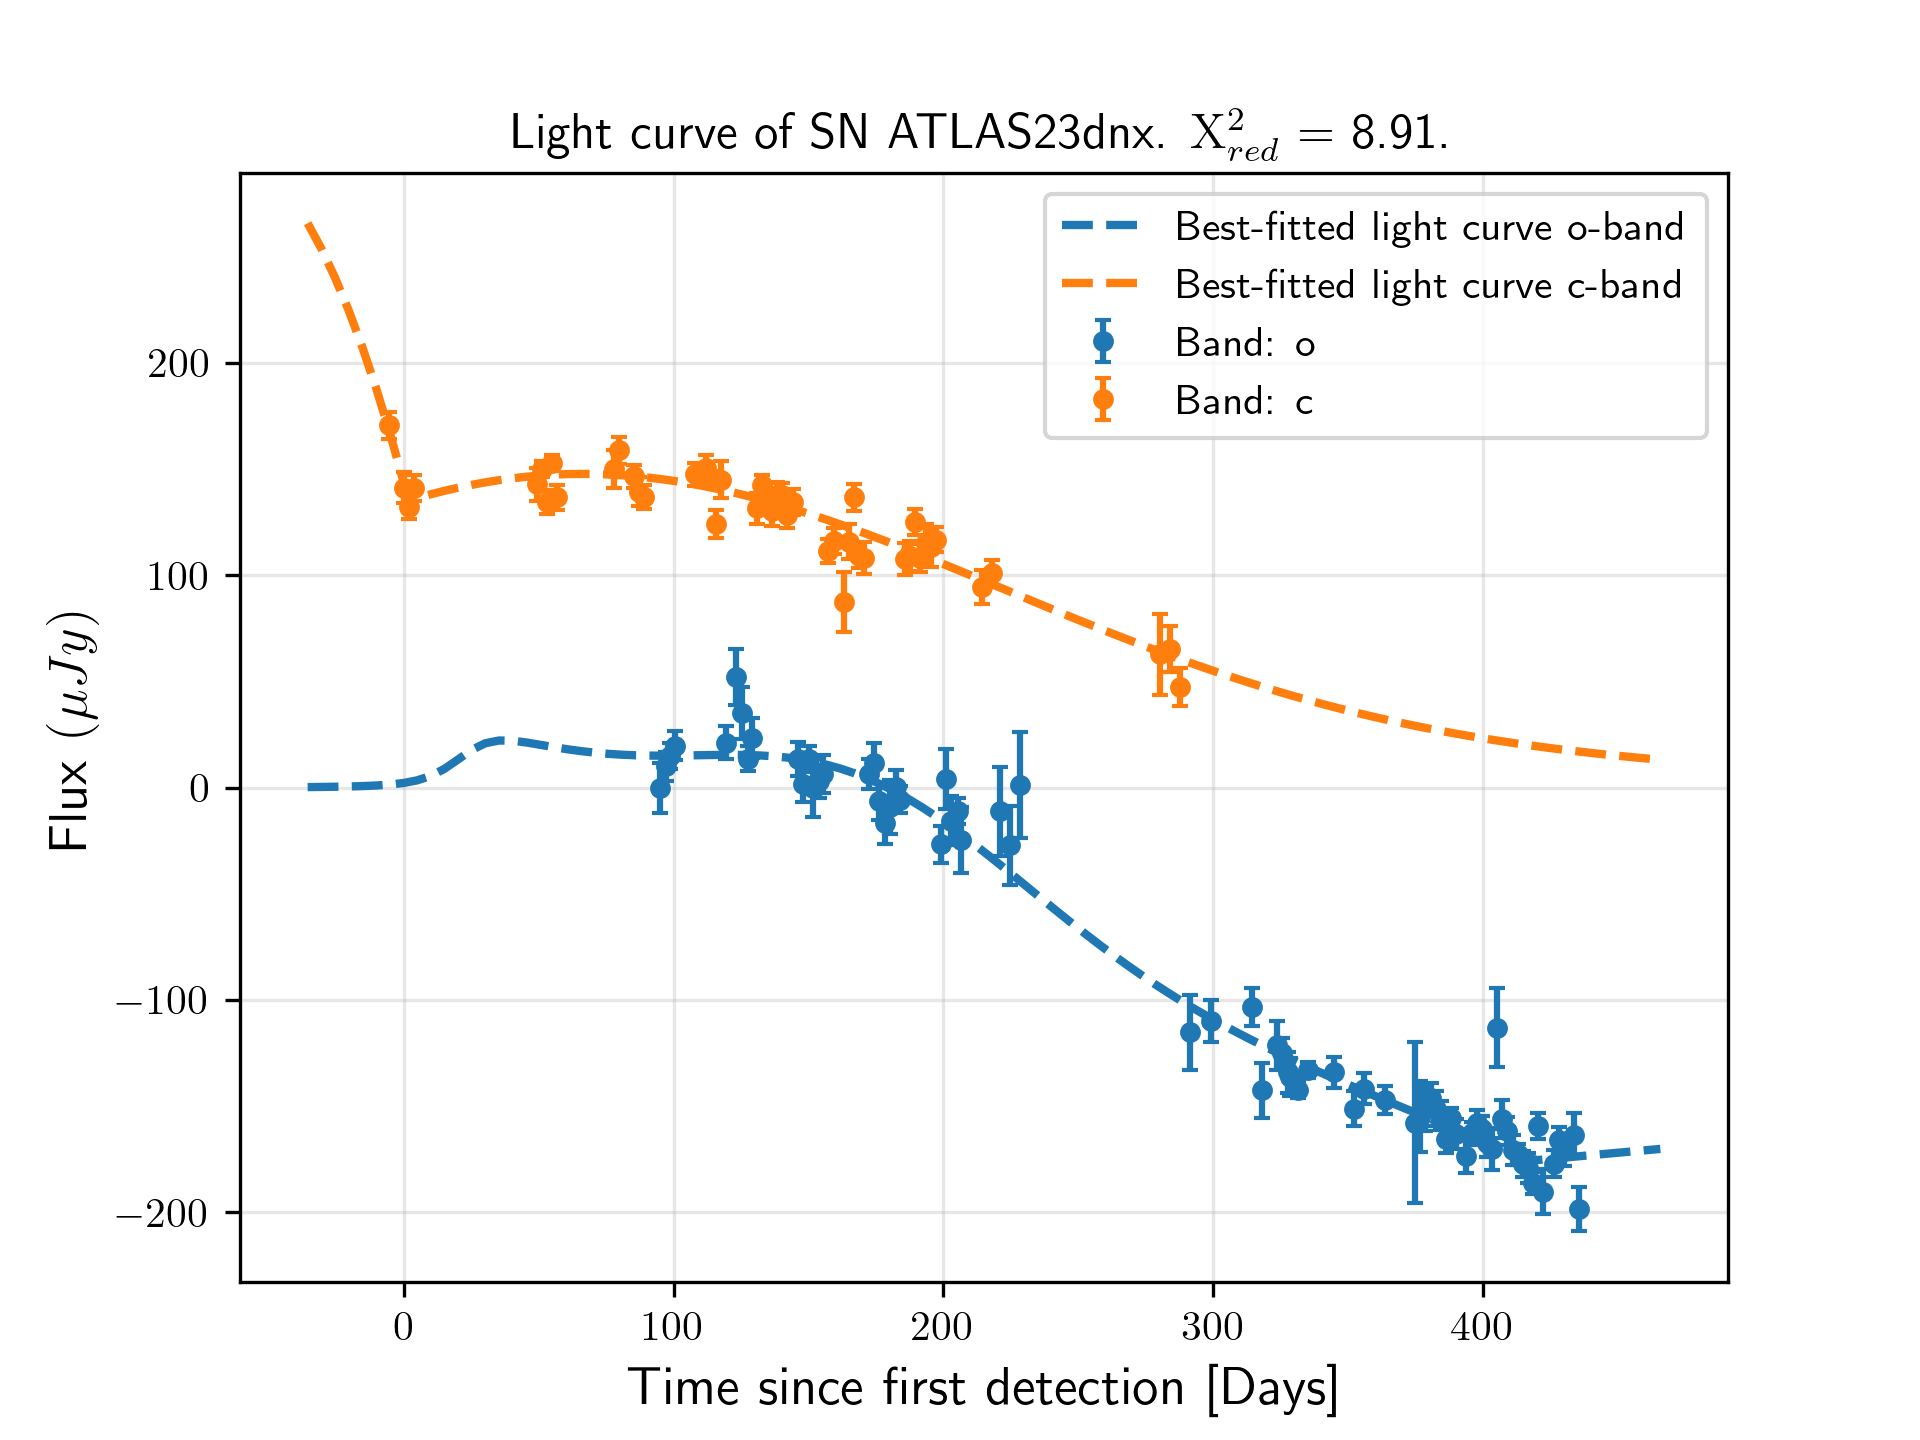 Light curve of SN ATLAS23dnx. X²_red = 8.91.
Best-fitted light curve o-band
Best-fitted light curve c-band
Band: o
Band: c
Flux (μJy)
200
100
0
−100
−200
0 100 200 300 400
Time since first detection [Days]